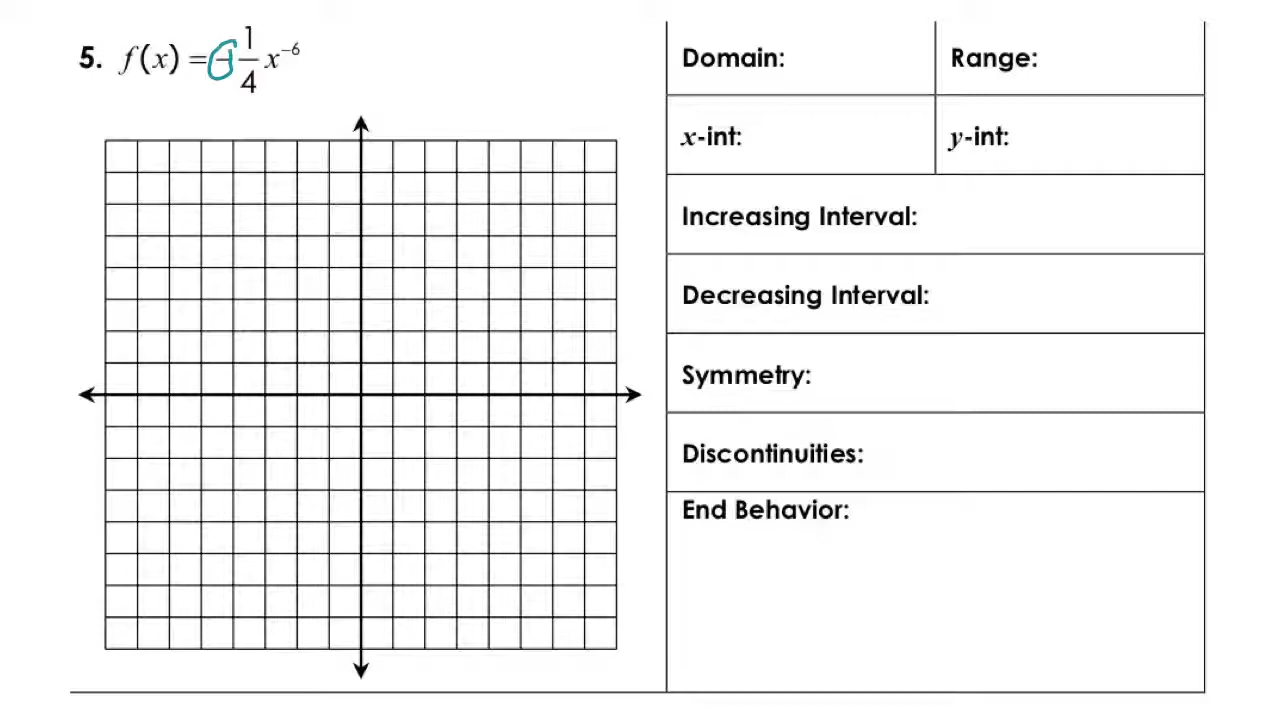 5. f(x) = -1/4 x^-6
Domain:
Range:
x-int:
y-int:
Increasing Interval:
Decreasing Interval:
Symmetry:
Discontinuities:
End Behavior: